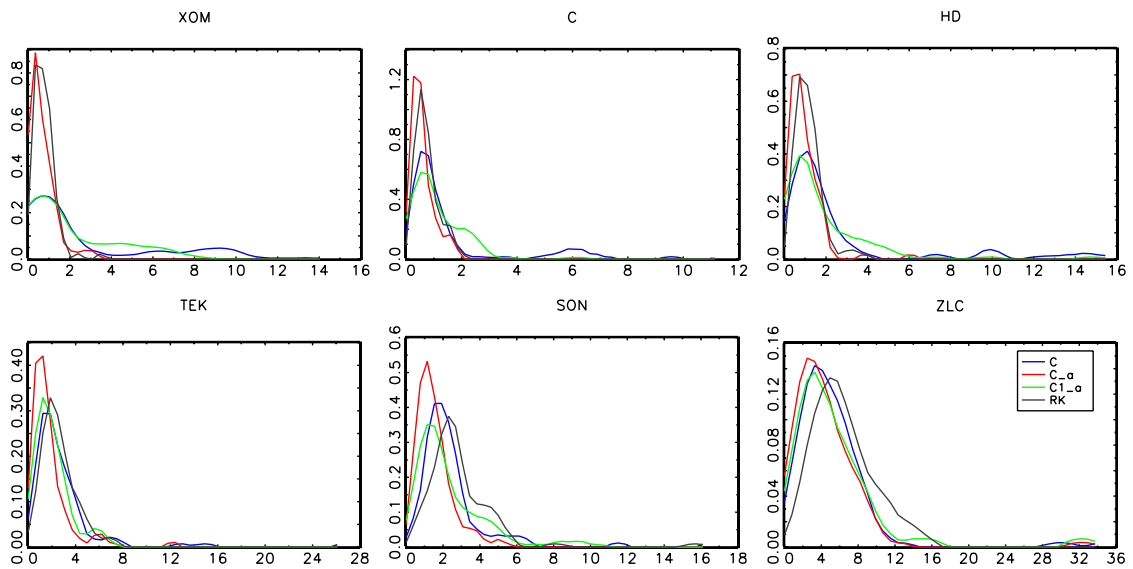 XOM
0.0 0.2 0.4 0.6 0.8
0 2 4 6 8 10 12 14 16
C
0.0 0.4 0.8 1.2
0 2 4 6 8 10 12
HD
0.0 0.2 0.4 0.6 0.8
0 2 4 6 8 10 12 14 16
TEK
0.00 0.10 0.20 0.30 0.40
0 4 8 12 16 20 24 28
SON
0.0 0.1 0.2 0.3 0.4 0.5 0.6
0 2 4 6 8 10 12 14 16 18
ZLC
0.00 0.04 0.08 0.12 0.16
0 4 8 12 16 20 24 28 32 36
C
C_a
C1_a
RK